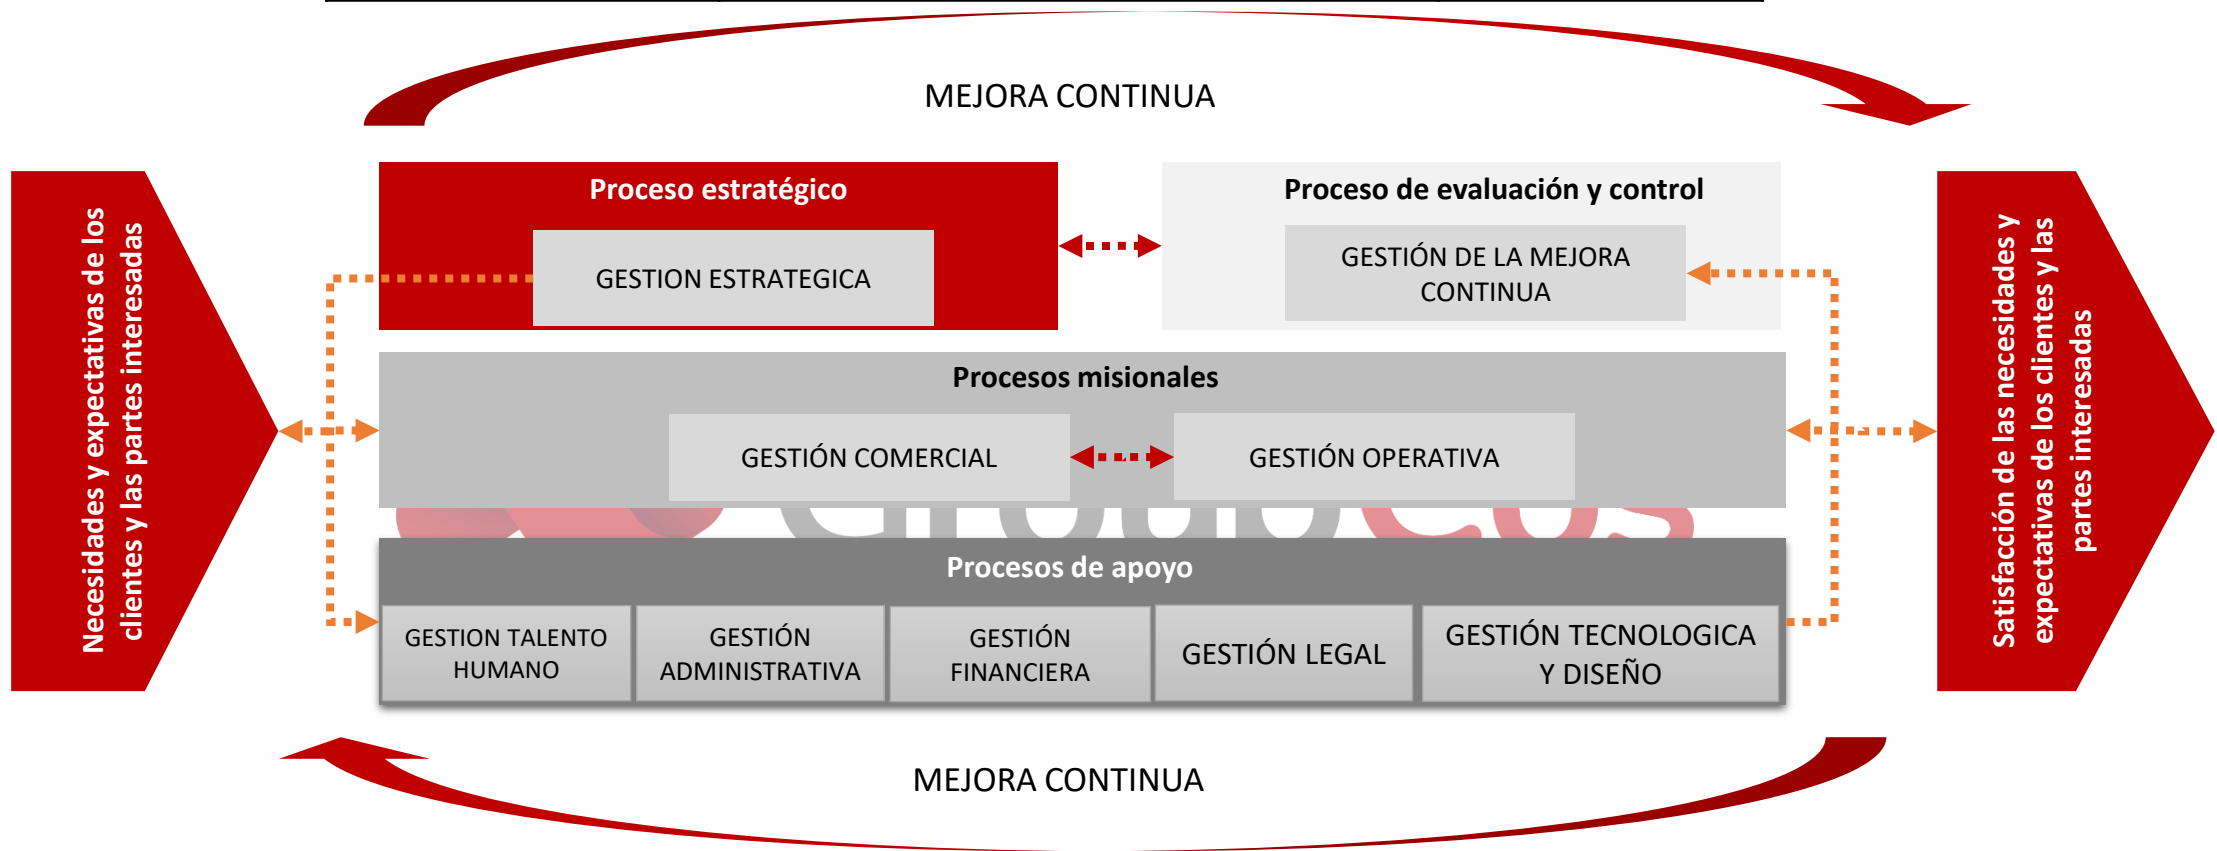 MEJORA CONTINUA
Necesidades y expectativas de los
clientes y las partes interesadas
Proceso estratégico
GESTION ESTRATEGICA
Proceso de evaluación y control
GESTIÓN DE LA MEJORA
CONTINUA
Procesos misionales
GESTIÓN COMERCIAL
GESTIÓN OPERATIVA
GroupCos
Procesos de apoyo
GESTION TALENTO
HUMANO
GESTIÓN
ADMINISTRATIVA
GESTIÓN
FINANCIERA
GESTIÓN LEGAL
GESTIÓN TECNOLOGICA
Y DISEÑO
Satisfacción de las necesidades y
expectativas de los clientes y las
partes interesadas
MEJORA CONTINUA